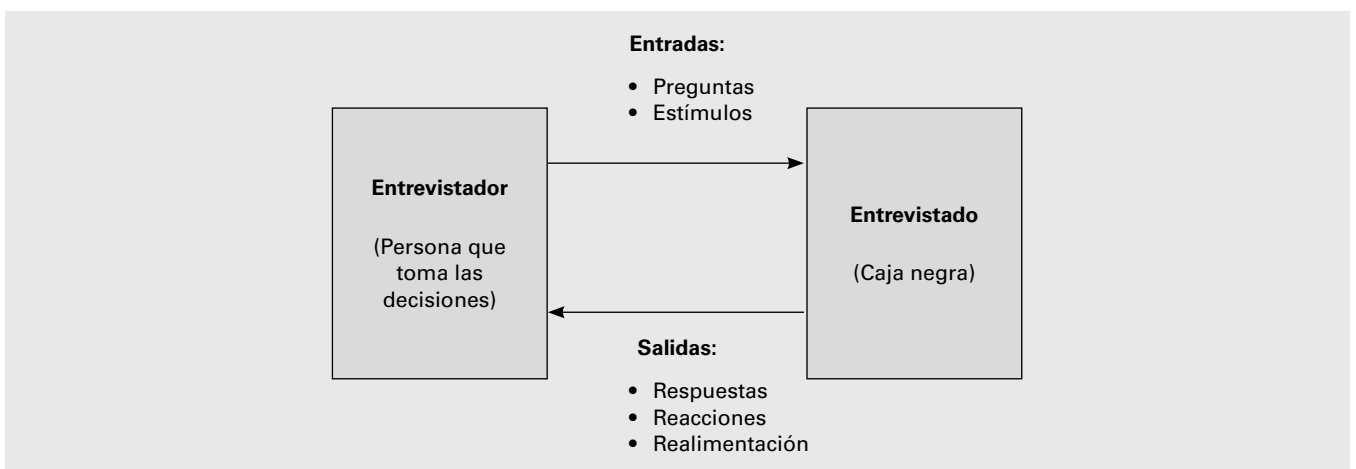 Entradas:
• Preguntas
• Estímulos
Entrevistador
(Persona que
toma las
decisiones)
Entrevistado
(Caja negra)
Salidas:
• Respuestas
• Reacciones
• Realimentación